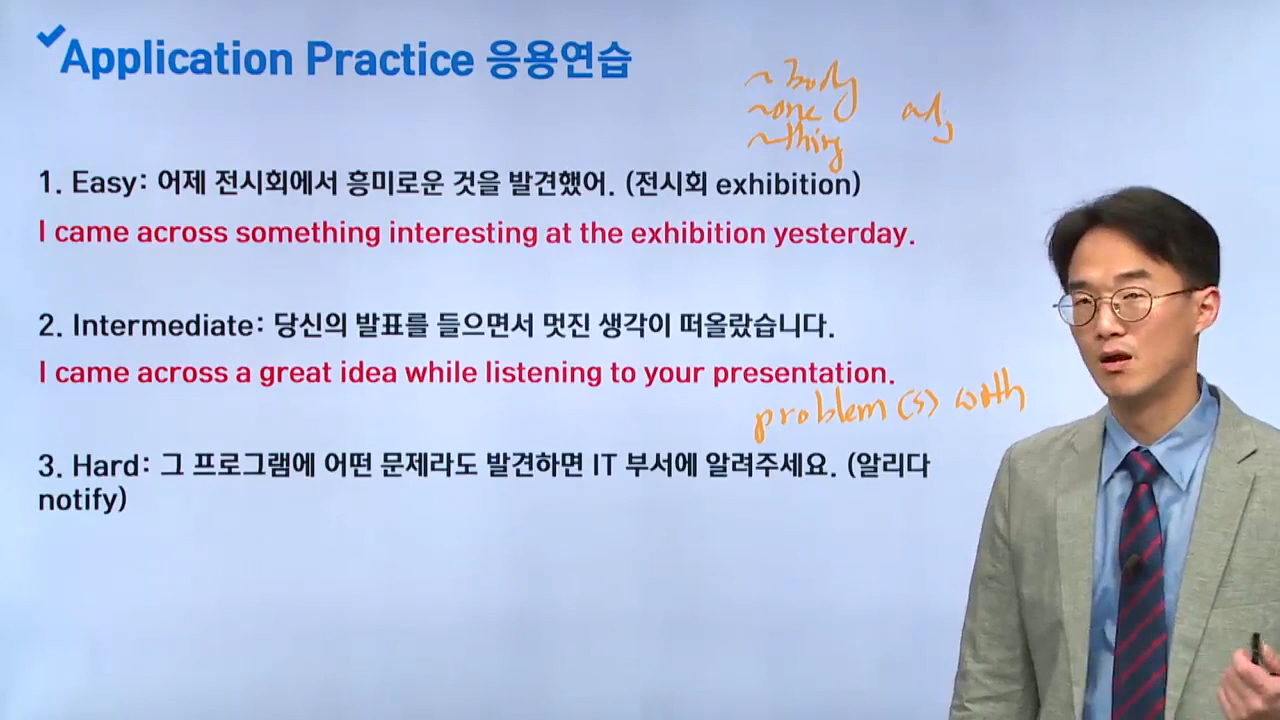 Application Practice 응용연습
~body
~one adj
~thing
1. Easy: 어제 전시회에서 흥미로운 것을 발견했어. (전시회 exhibition)
I came across something interesting at the exhibition yesterday.
2. Intermediate: 당신의 발표를 들으면서 멋진 생각이 떠올랐습니다.
I came across a great idea while listening to your presentation.
problem(s) with
3. Hard: 그 프로그램에 어떤 문제라도 발견하면 IT 부서에 알려주세요. (알리다
notify)